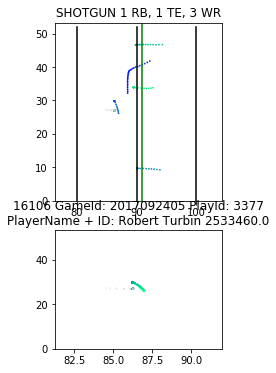 SHOTGUN 1 RB, 1 TE, 3 WR
50
40
30
20
10
0
80 90 100
16106 GameId: 2017092405 PlayId: 3377
PlayerName + ID: Robert Turbin 2533460.0
40
20
0
82.5 85.0 87.5 90.0